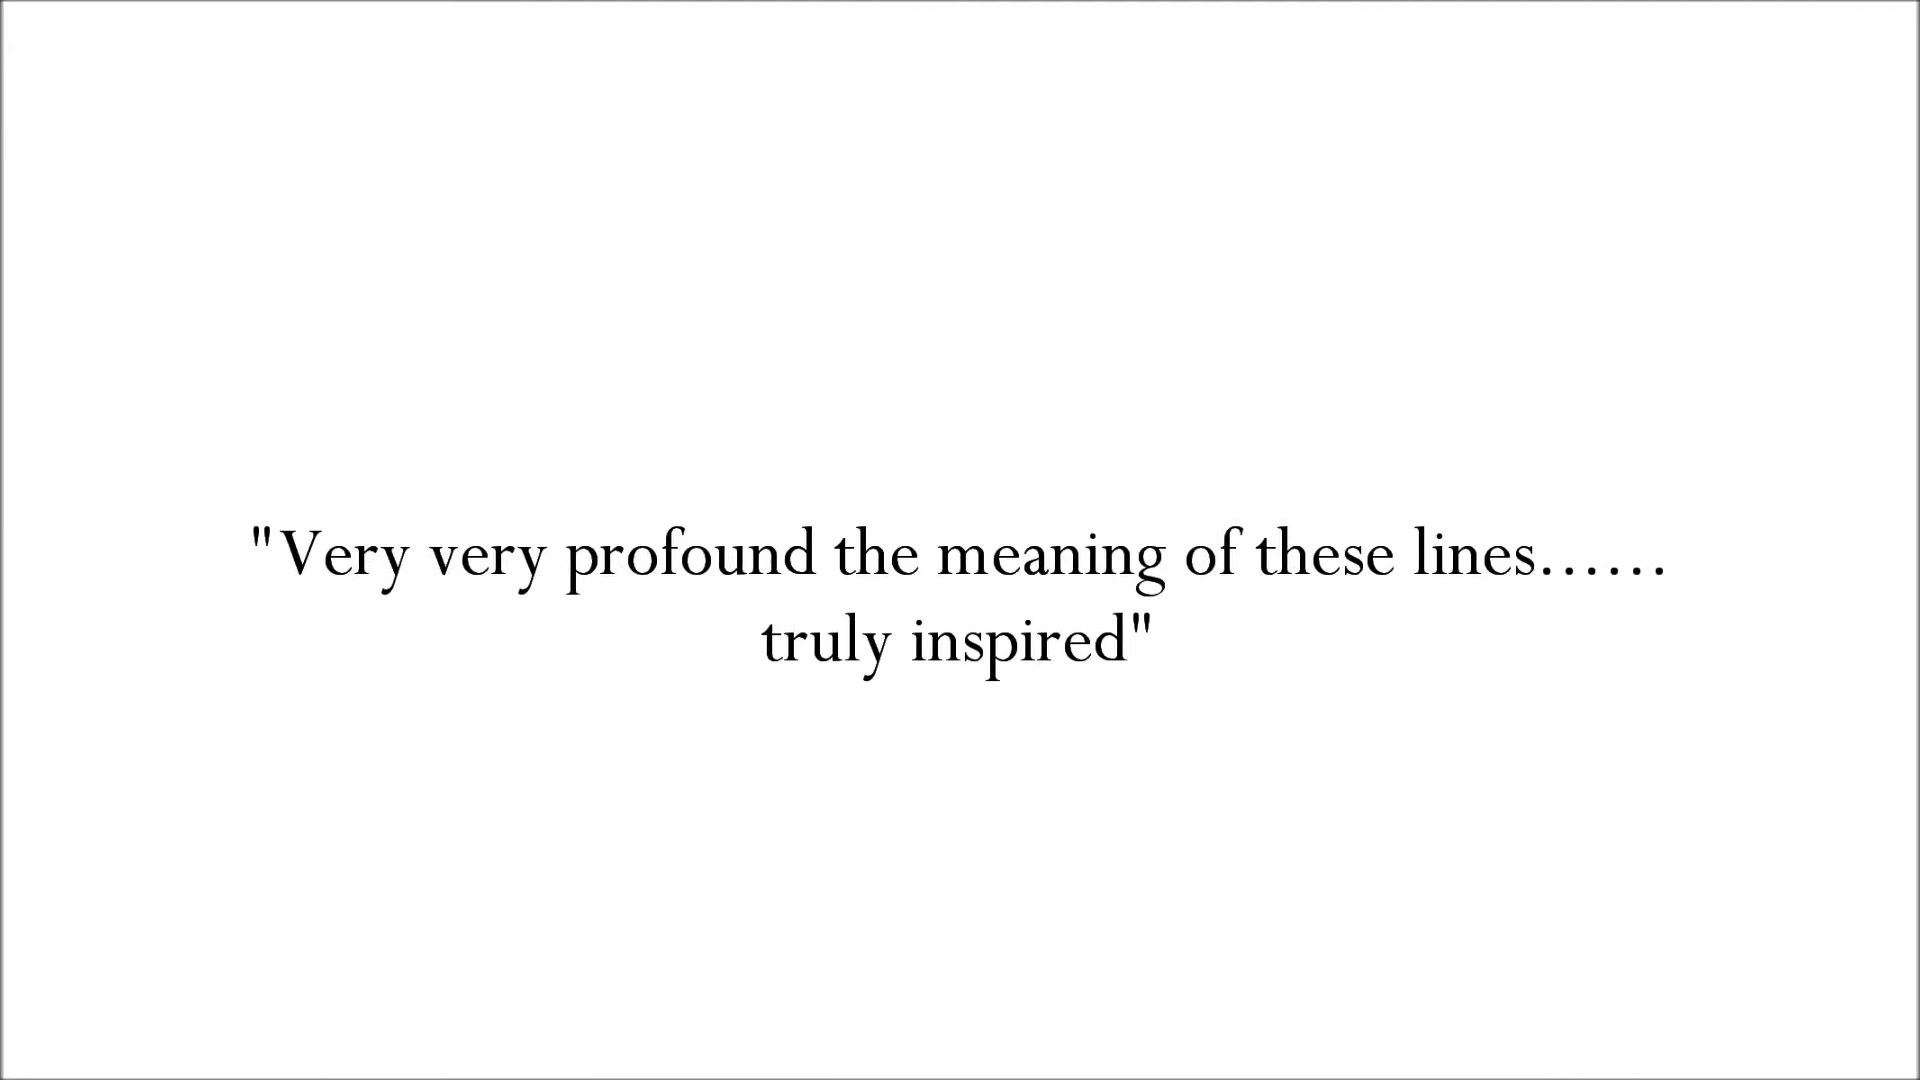 "Very very profound the meaning of these lines......
truly inspired"